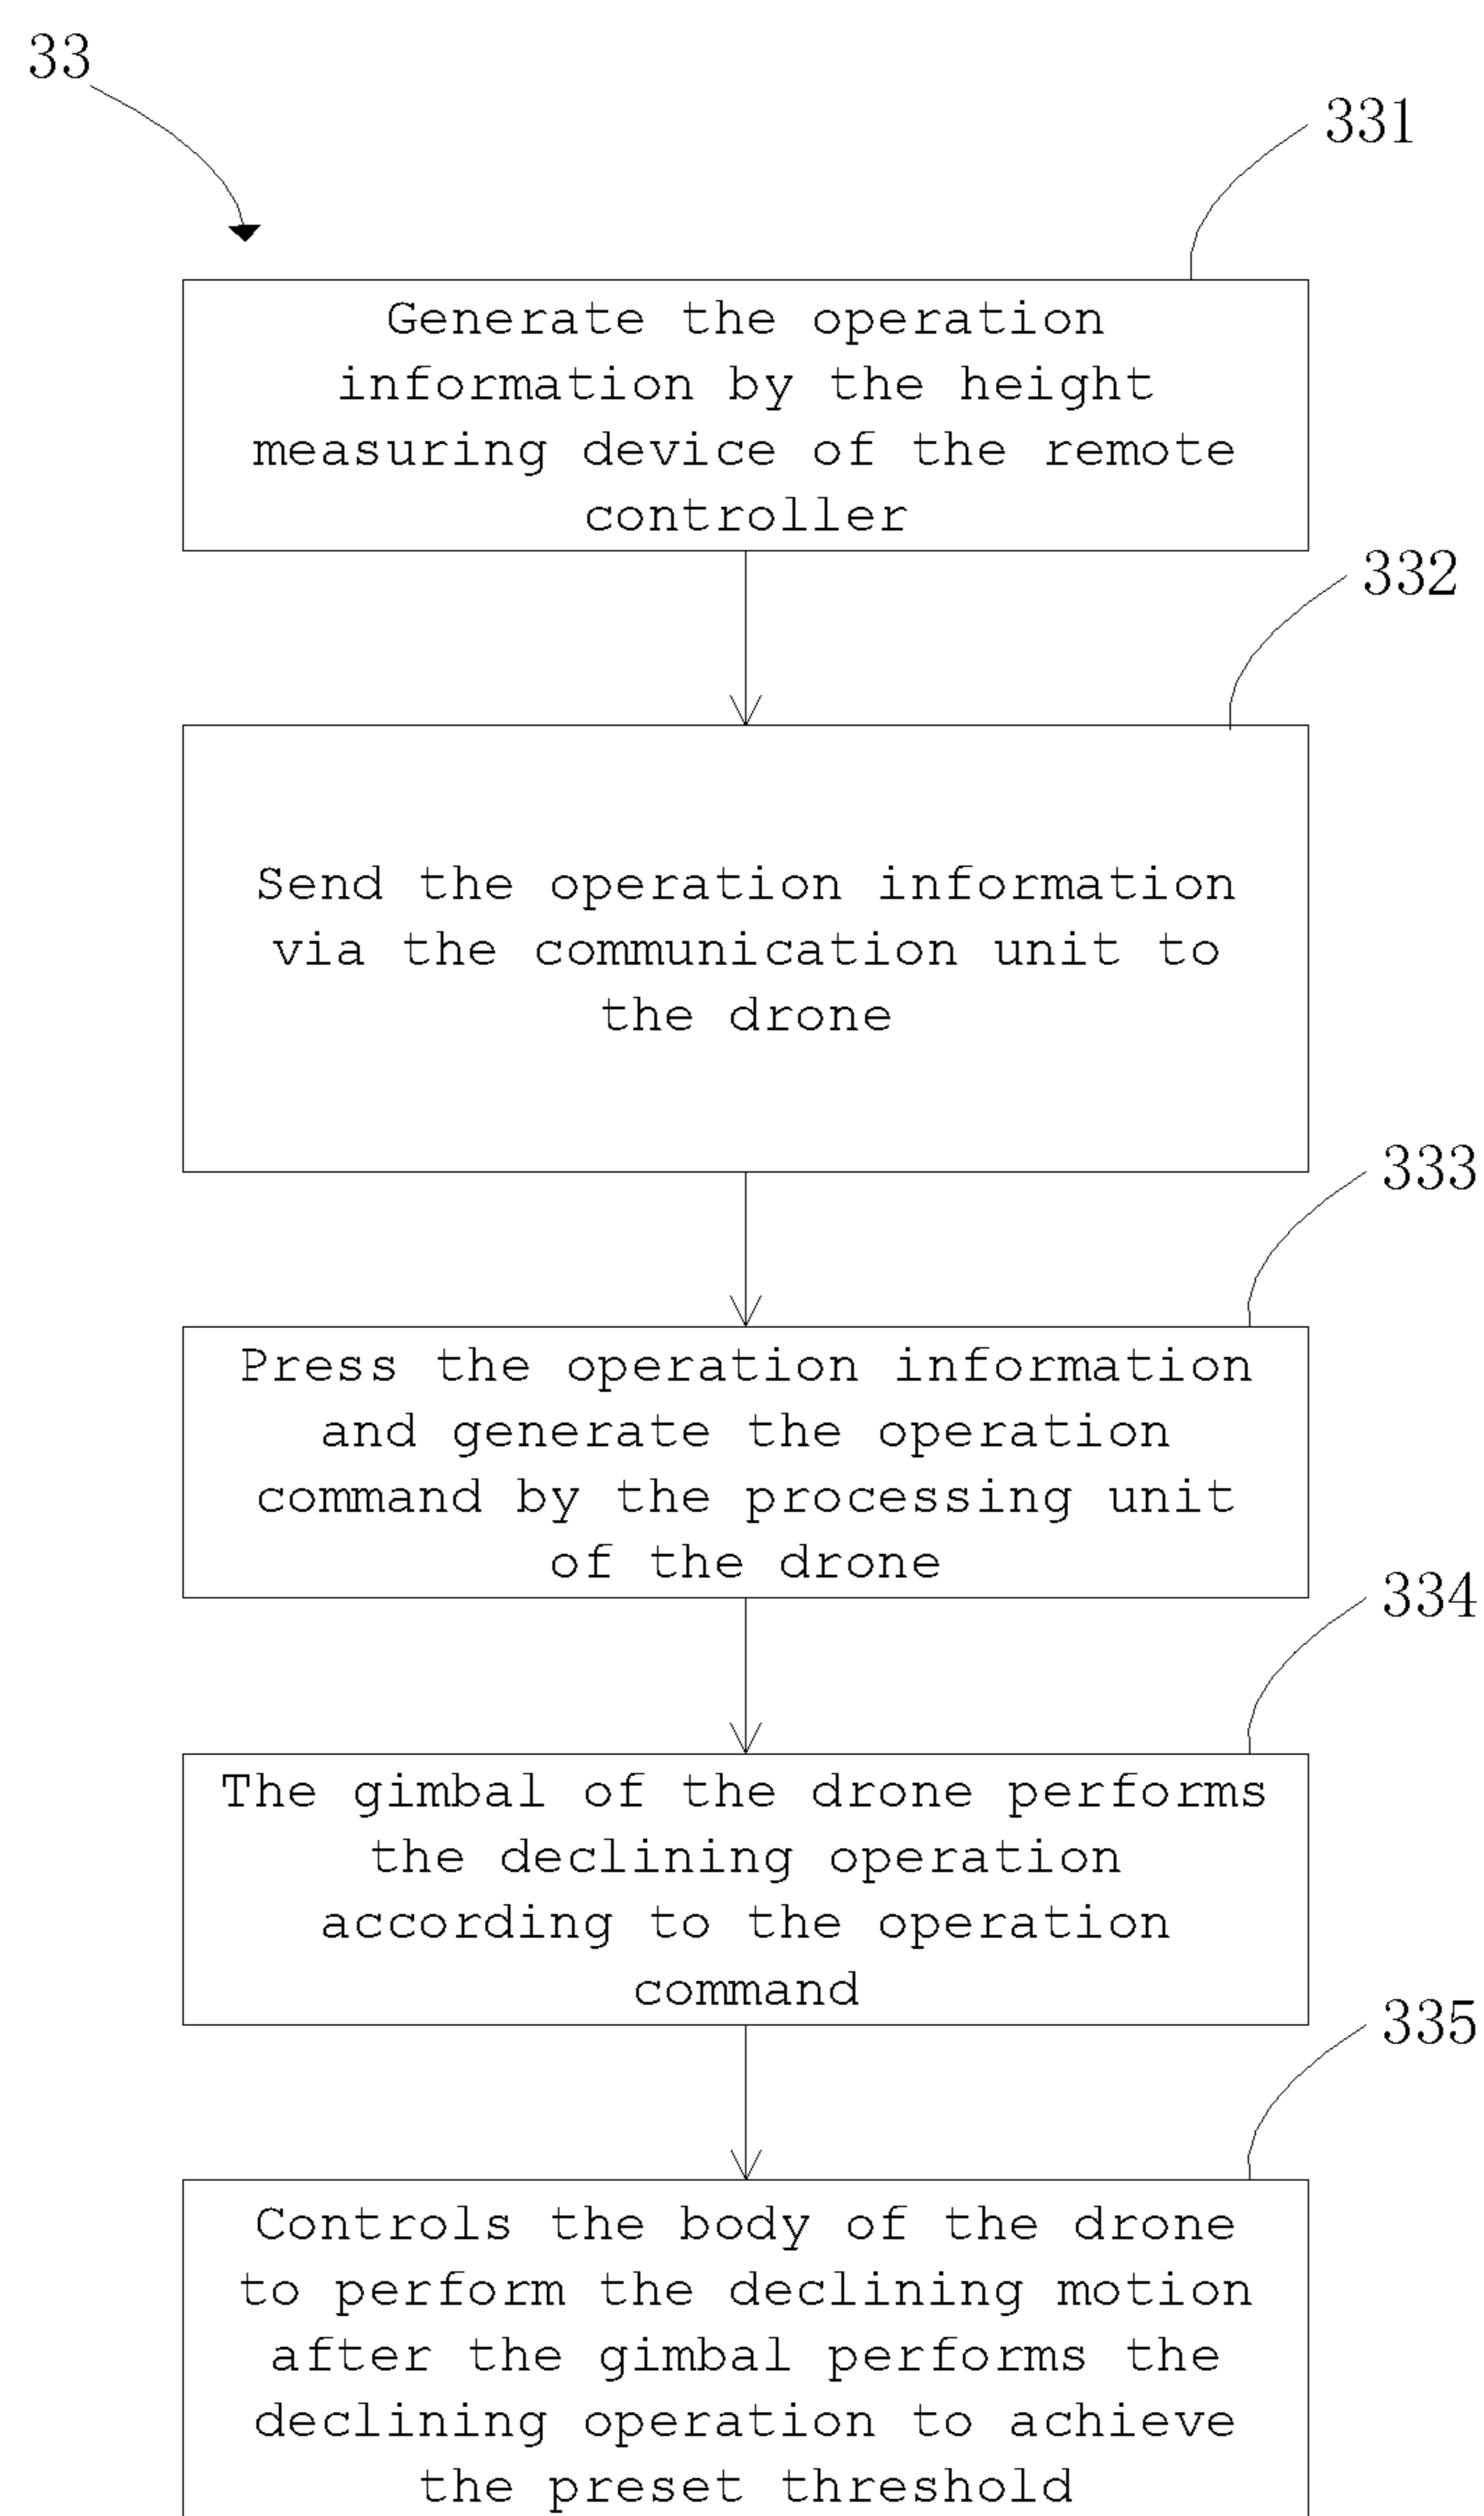 33
331
Generate the operation
information by the height
measuring device of the remote
controller
332
Send the operation information
via the communication unit to
the drone
333
Press the operation information
and generate the operation
command by the processing unit
of the drone
334
The gimbal of the drone performs
the declining operation
according to the operation
command
335
Controls the body of the drone
to perform the declining motion
after the gimbal performs the
declining operation to achieve
the preset threshold